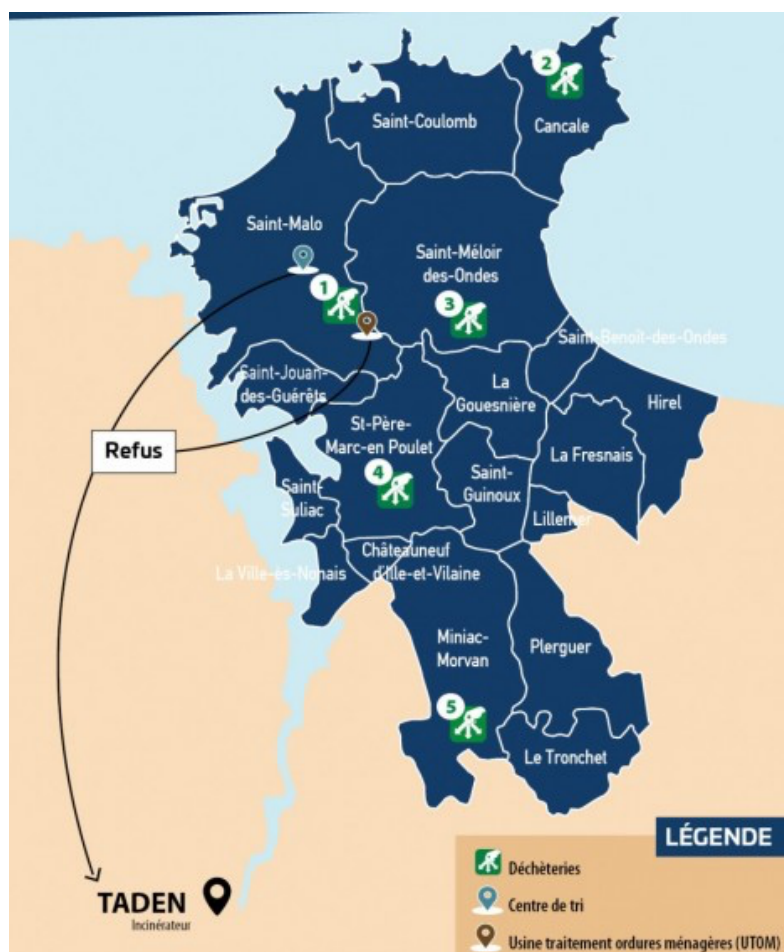 2
Saint-Coulomb
Cancale
Saint-Malo
Saint-Méloir
des-Ondes
1
3
Saint-Benoît-des-Ondes
Saint-Jouan-
des-Guérêts
La
Gouesnière
Hirel
St-Père-
Marc-en Poulet
Refus
La Fresnais
4
Saint-
Suliac
Saint-
Guinoux
Lillemer
Châteauneuf
d'Ille-et-Vilaine
La Ville-ès-Nonais
Miniac-
Morvan
Plerguer
5
Le Tronchet
LÉGENDE
Déchèteries
TADEN
Incinérateur
Centre de tri
Usine traitement ordures ménagères (UTOM)